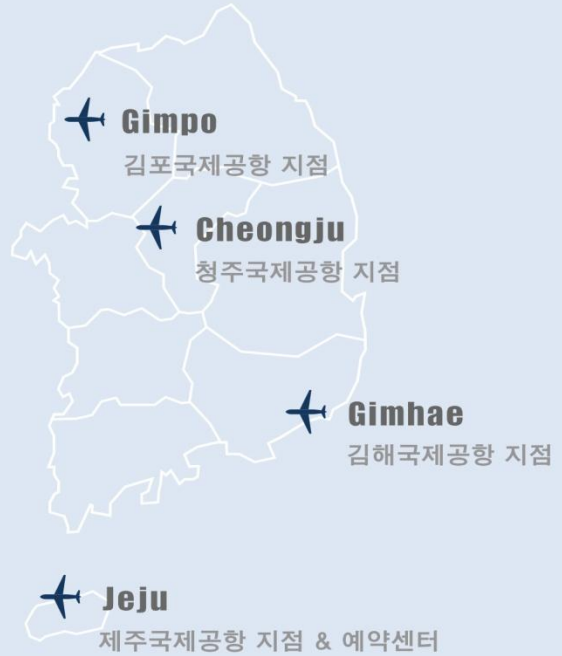 Gimpo
김포국제공항 지점
Cheongju
청주국제공항 지점
Gimhae
김해국제공항 지점
Jeju
제주국제공항 지점 & 예약센터